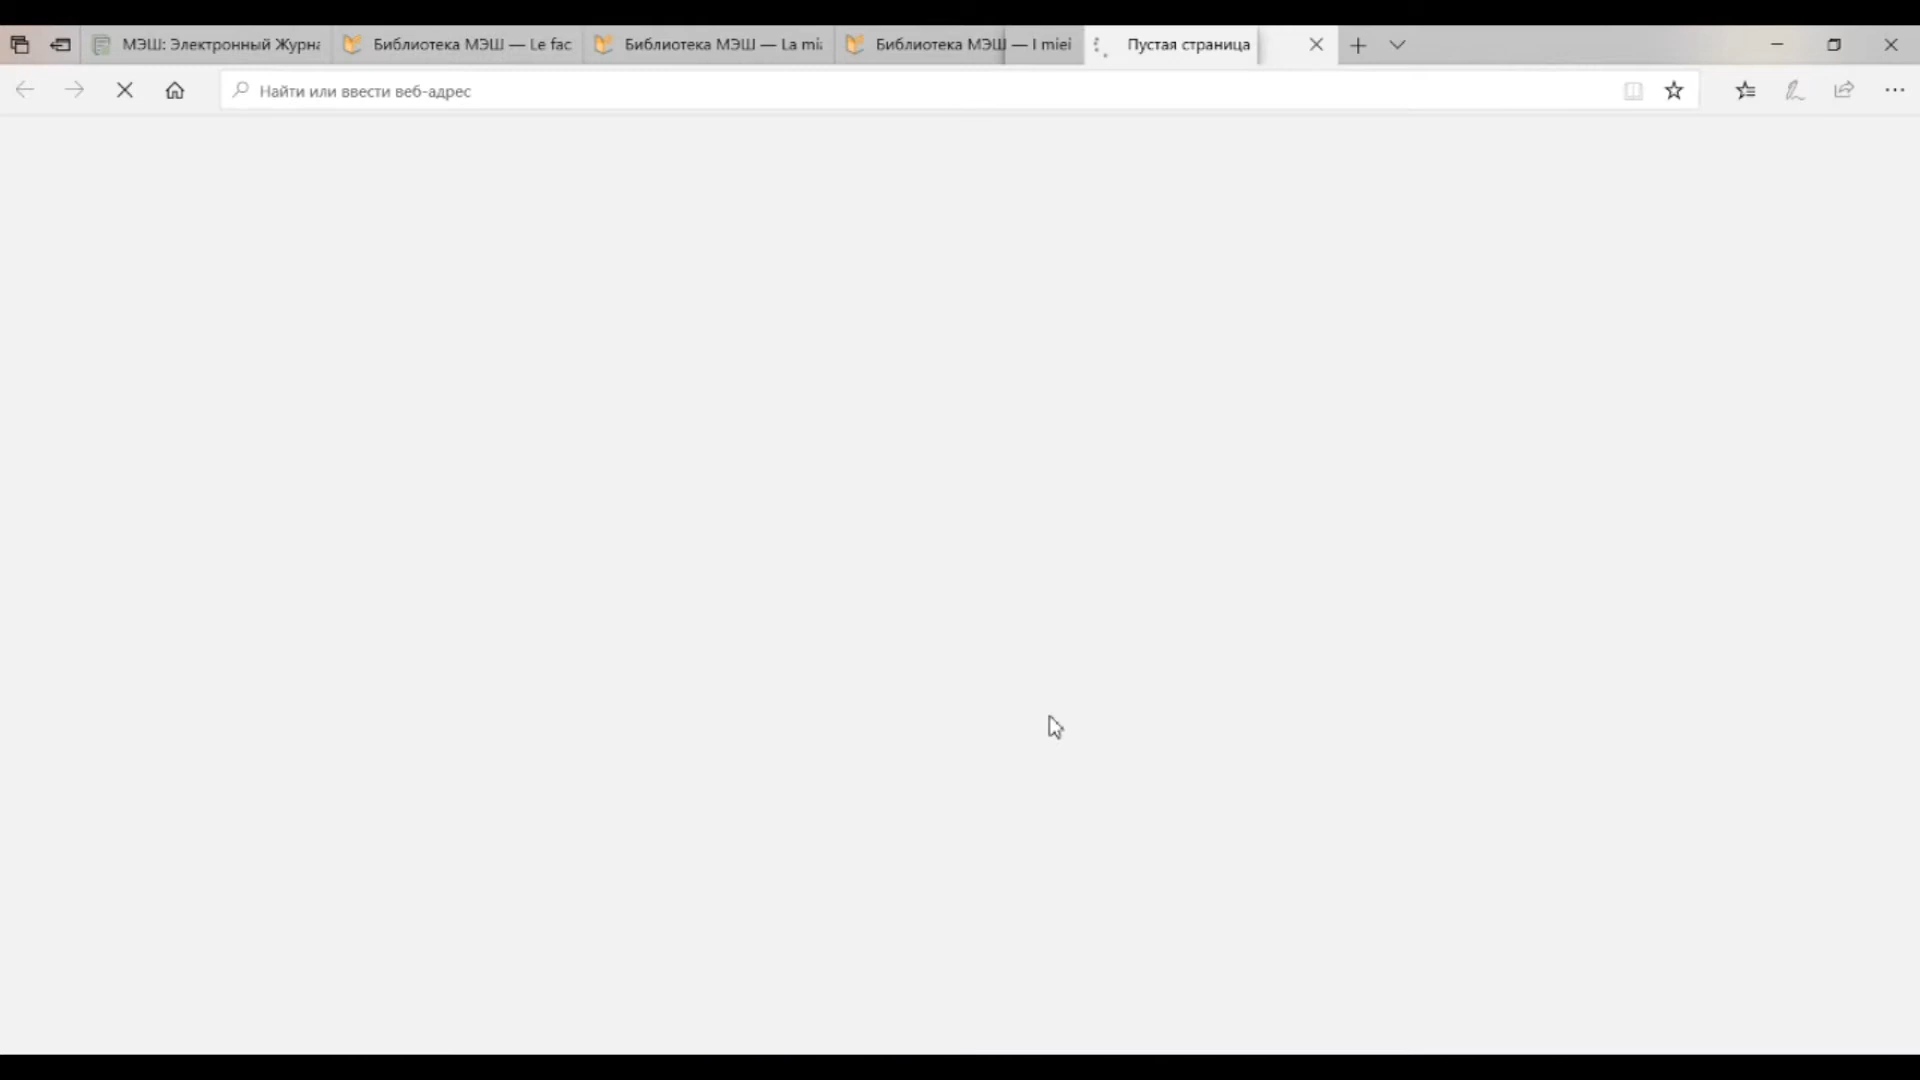 МЭШ: Электронный Журна
Библиотека МЭШ — Le fac
Библиотека МЭШ — La mi
Библиотека МЭШ — I miei
Пустая страница
Найти или ввести веб-адрес